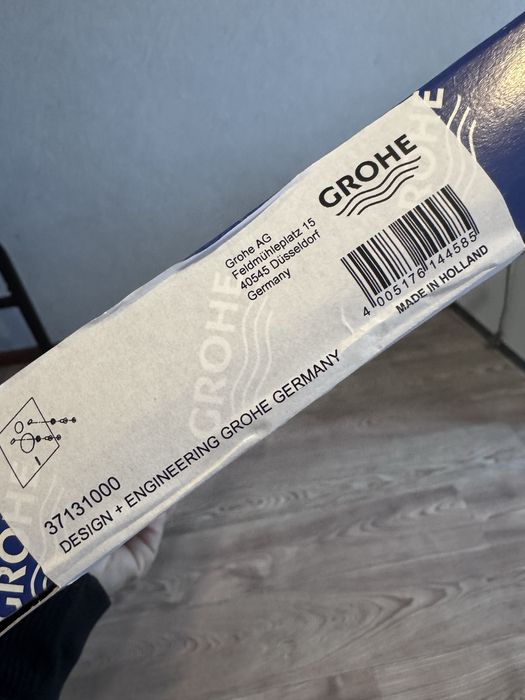 GROHE
Grohe AG
Feldmühleplatz 15
40545 Düsseldorf
Germany
4 005176 144585
MADE IN HOLLAND
GROHE
37131000
DESIGN + ENGINEERING GROHE GERMANY